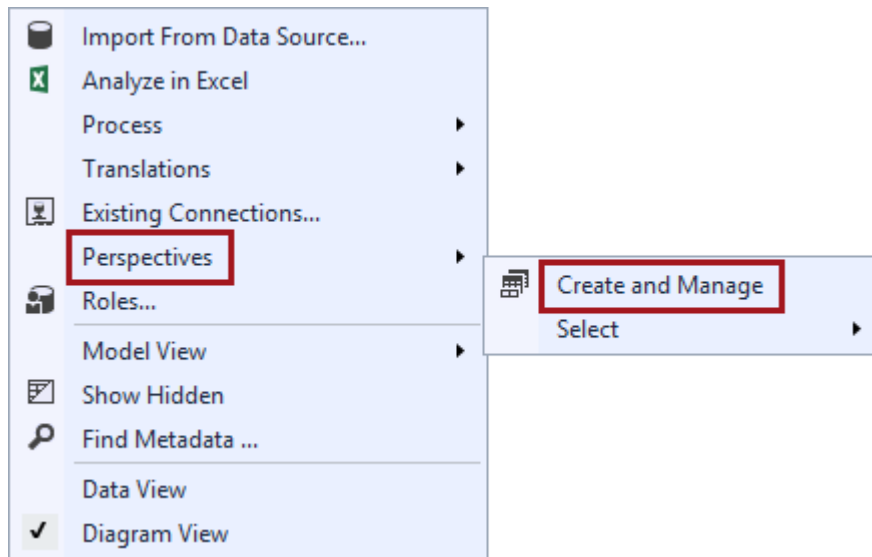 Import From Data Source...
Analyze in Excel
Process
Translations
Existing Connections...
Perspectives
Create and Manage
Roles...
Select
Model View
Show Hidden
Find Metadata ...
Data View
Diagram View